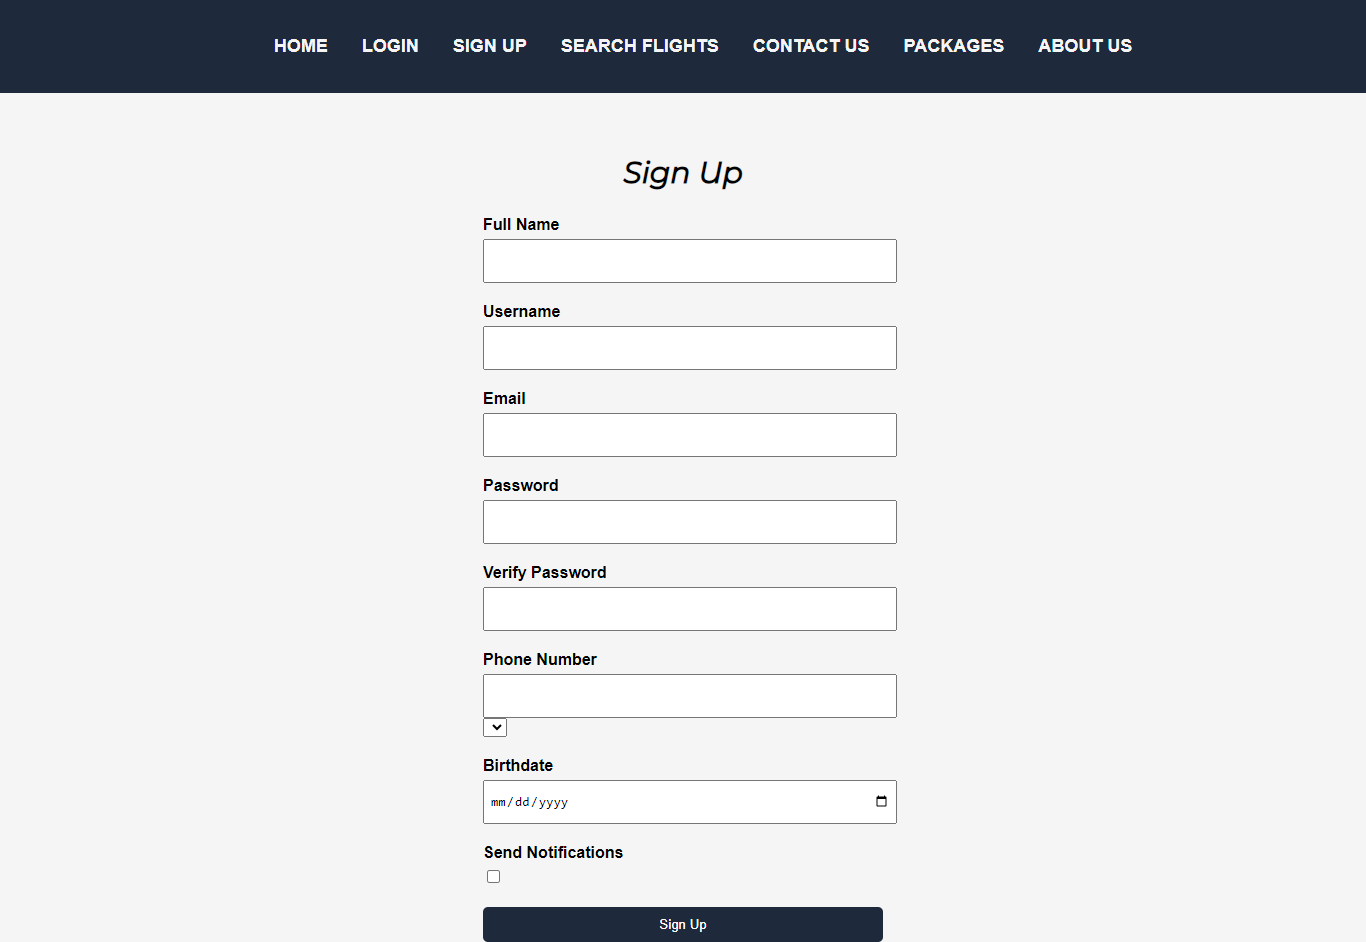 HOME LOGIN SIGN UP SEARCH FLIGHTS CONTACT US PACKAGES ABOUT US
Sign Up
Full Name
Username
Email
Password
Verify Password
Phone Number
Birthdate
mm/dd/yyyy
Send Notifications
Sign Up